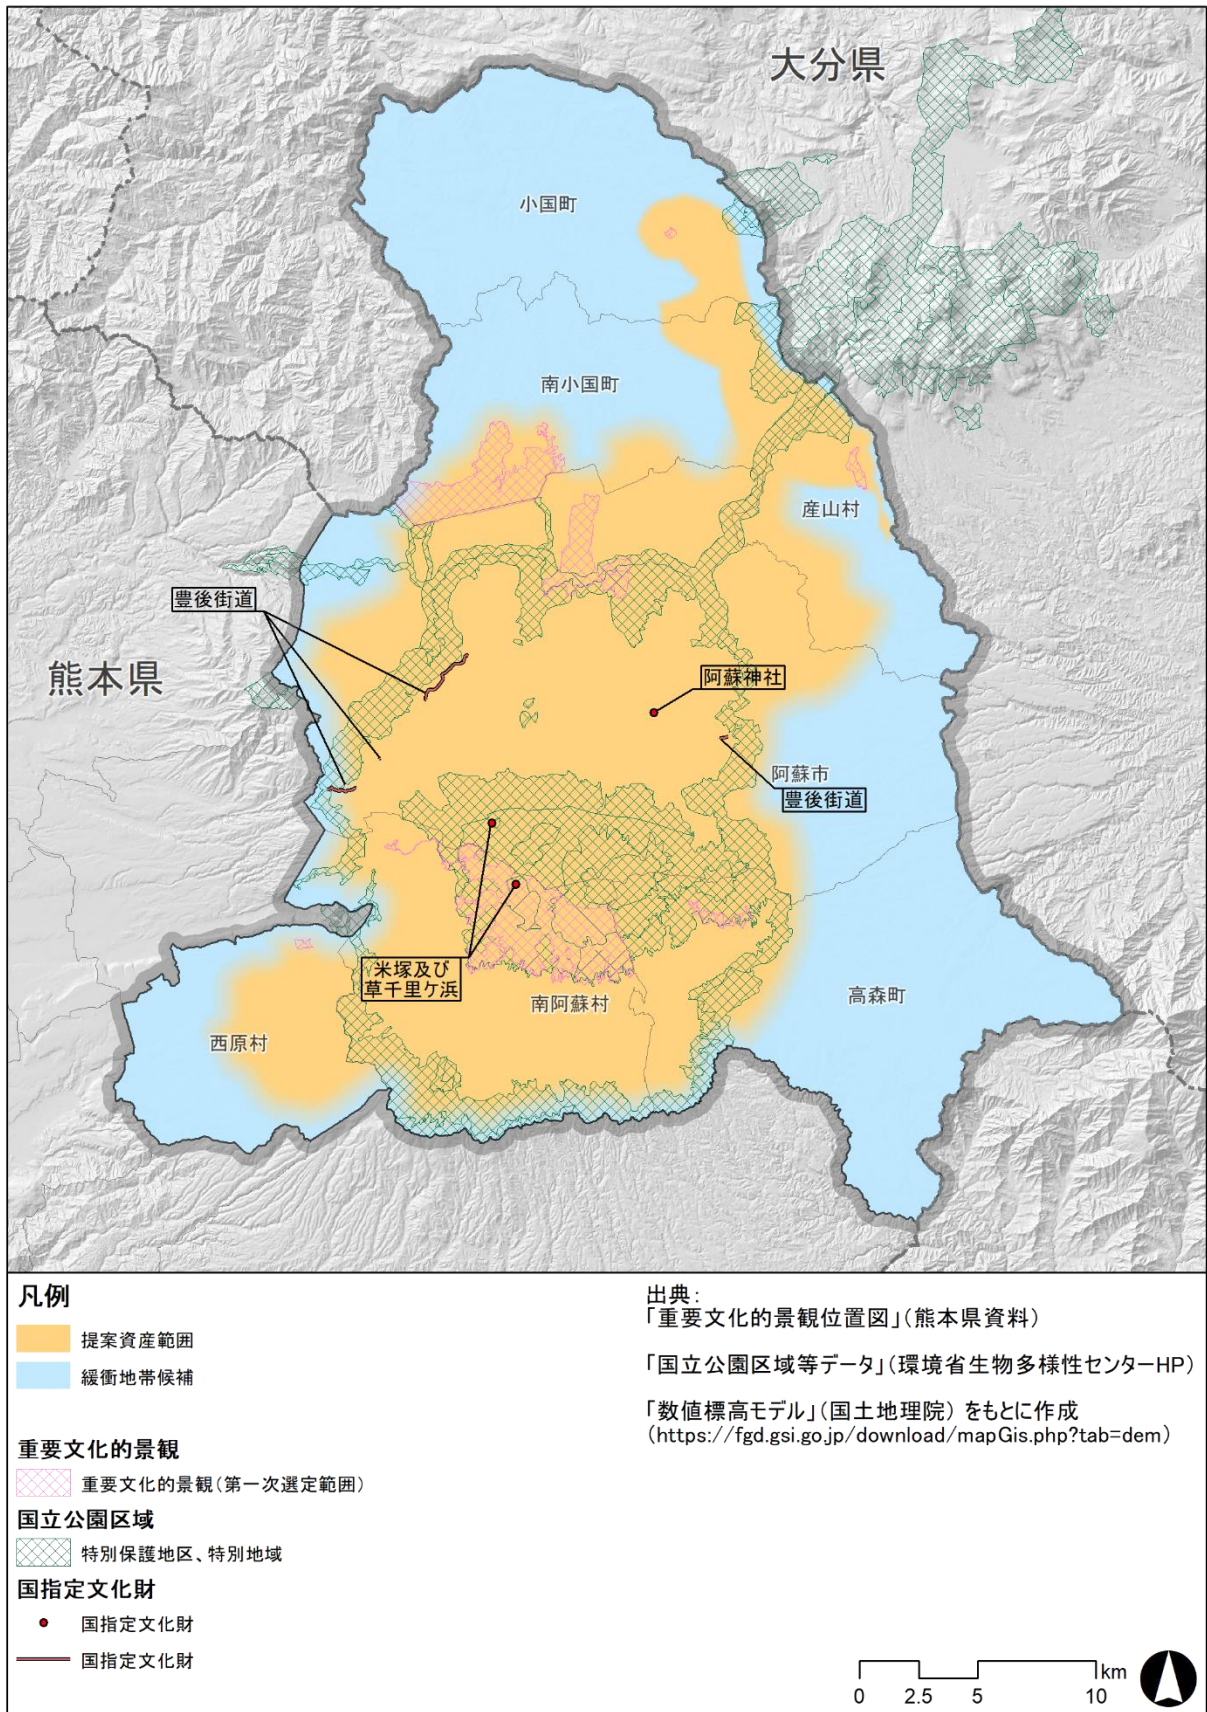 大分県
小国町
南小国町
産山村
豊後街道
熊本県
阿蘇神社
阿蘇市
豊後街道
米塚及び
草千里ケ浜
南阿蘇村
高森町
西原村
凡例
提案資産範囲
緩衝地帯候補
重要文化的景観
重要文化的景観(第一次選定範囲)
国立公園区域
特別保護地区、特別地域
国指定文化財
国指定文化財
国指定文化財
出典:
「重要文化的景観位置図」(熊本県資料)
「国立公園区域等データ」(環境省生物多様性センターHP)
「数値標高モデル」(国土地理院) をもとに作成
(https://fgd.gsi.go.jp/download/mapGis.php?tab=dem)
km
0 2.5 5 10